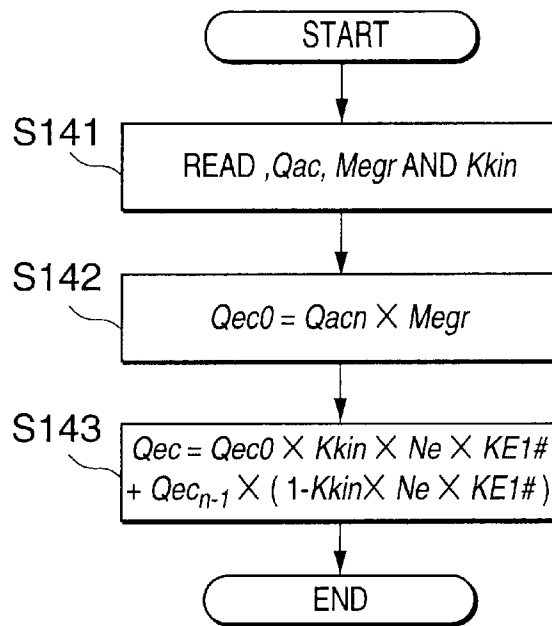 START
S141
READ ,Qac, Megr AND Kkin
S142
Qec0 = Qacn × Megr
S143
Qec = Qec0 × Kkin × Ne × KE1#
+ Qecn-1 × ( 1-Kkin× Ne × KE1# )
END